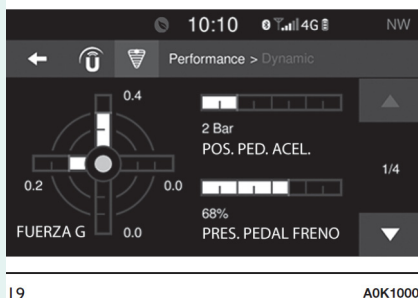 10:10 4G NW
Performance > Dynamic
0.4
2 Bar
POS. PED. ACEL.
1/4
0.2 0.0
68%
FUERZA G 0.0 PRES. PEDAL FRENO
19 A0K1000